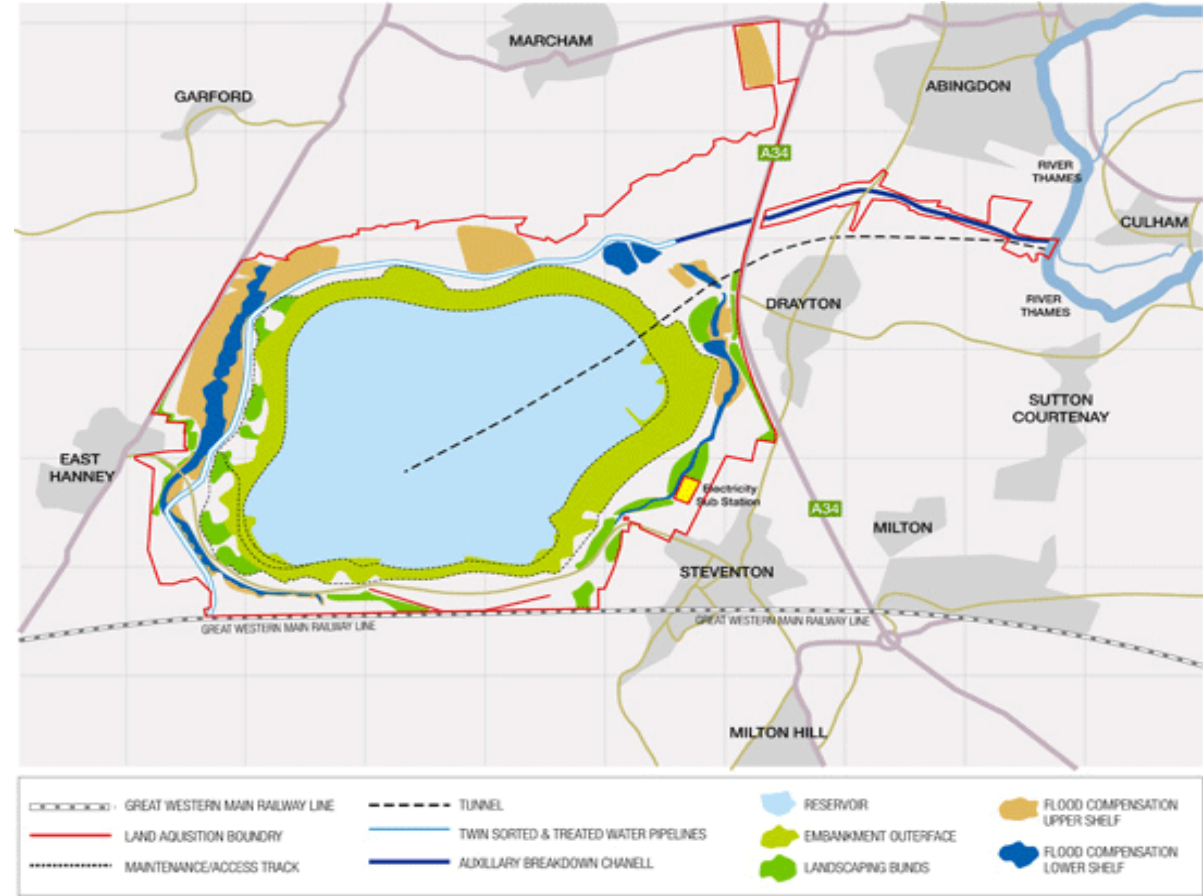 MARCHAM
GARFORD
ABINGDON
A34
RIVER
THAMES
CULHAM
DRAYTON
RIVER
THAMES
SUTTON
COURTENAY
EAST
HANNEY
Electricity
Sub Station
A34
MILTON
STEVENTON
GREAT WESTERN MAIN RAILWAY LINE
GREAT WESTERN MAIN RAILWAY LINE
MILTON HILL
GREAT WESTERN MAIN RAILWAY LINE
LAND AQUISITION BOUNDRY
MAINTENANCE/ACCESS TRACK
TUNNEL
TWIN SORTED & TREATED WATER PIPELINES
AUXILLARY BREAKDOWN CHANELL
RESERVOIR
EMBANKMENT OUTERFACE
LANDSCAPING BUNDS
FLOOD COMPENSATION
UPPER SHELF
FLOOD COMPENSATION
LOWER SHELF